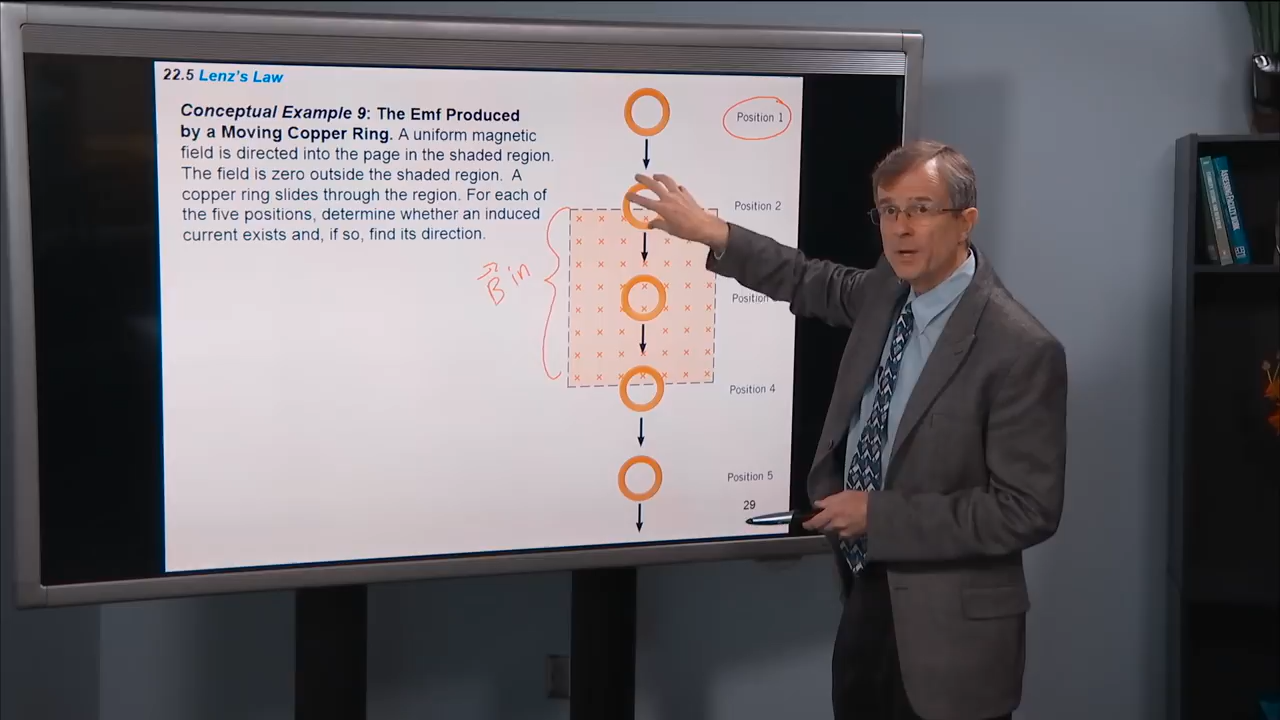 22.5 Lenz's Law
Conceptual Example 9: The Emf Produced
by a Moving Copper Ring. A uniform magnetic
field is directed into the page in the shaded region.
The field is zero outside the shaded region. A
copper ring slides through the region. For each of
the five positions, determine whether an induced
current exists and, if so, find its direction.
Position 1
Position 2
B in
Position
Position 4
Position 5
29